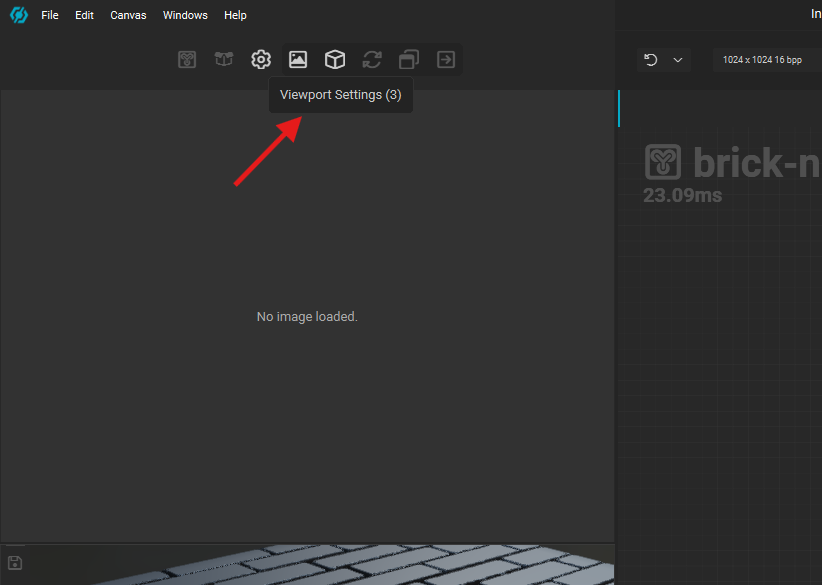 File Edit Canvas Windows Help
In
1024 x 1024 16 bpp
Viewport Settings (3)
brick-n
23.09ms
No image loaded.